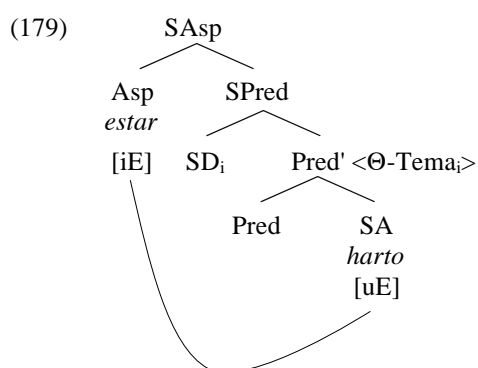 (179) SAsp
Asp SPred
estar
[iE] SDi Pred' <Θ-Temai>
Pred SA
harto
[uE]